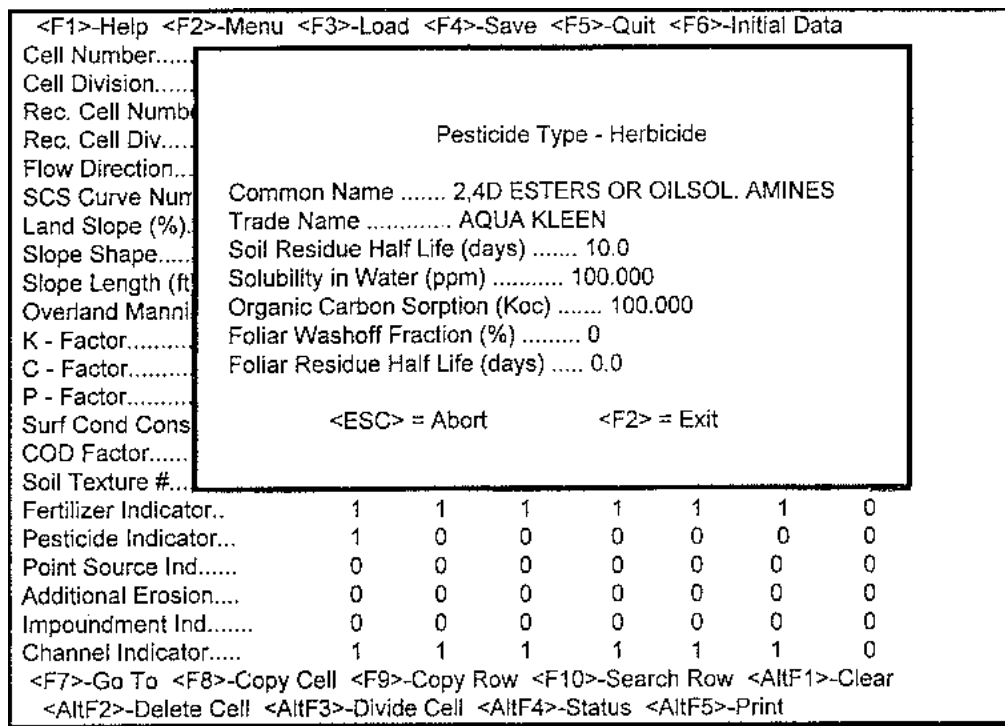 <F1>-Help <F2>-Menu <F3>-Load <F4>-Save <F5>-Quit <F6>-Initial Data
Cell Number......
Cell Division......
Rec. Cell Numb
Rec. Cell Div.....
Flow Direction...
SCS Curve Num
Land Slope (%).
Slope Shape.....
Slope Length (ft
Overland Manni
K - Factor..........
C - Factor..........
P - Factor..........
Surf Cond Cons
COD Factor......
Soil Texture #....
Pesticide Type - Herbicide
Common Name ....... 2,4D ESTERS OR OILSOL. AMINES
Trade Name ............. AQUA KLEEN
Soil Residue Half Life (days) ....... 10.0
Solubility in Water (ppm) ........... 100.000
Organic Carbon Sorption (Koc) ....... 100.000
Foliar Washoff Fraction (%) ......... 0
Foliar Residue Half Life (days) ..... 0.0
<ESC> = Abort <F2> = Exit
Fertilizer Indicator.. 1 1 1 1 1 1 0
Pesticide Indicator... 1 0 0 0 0 0 0
Point Source Ind...... 0 0 0 0 0 0 0
Additional Erosion.... 0 0 0 0 0 0 0
Impoundment Ind....... 0 0 0 0 0 0 0
Channel Indicator..... 1 1 1 1 1 1 0
<F7>-Go To <F8>-Copy Cell <F9>-Copy Row <F10>-Search Row <AltF1>-Clear
<AltF2>-Delete Cell <AltF3>-Divide Cell <AltF4>-Status <AltF5>-Print